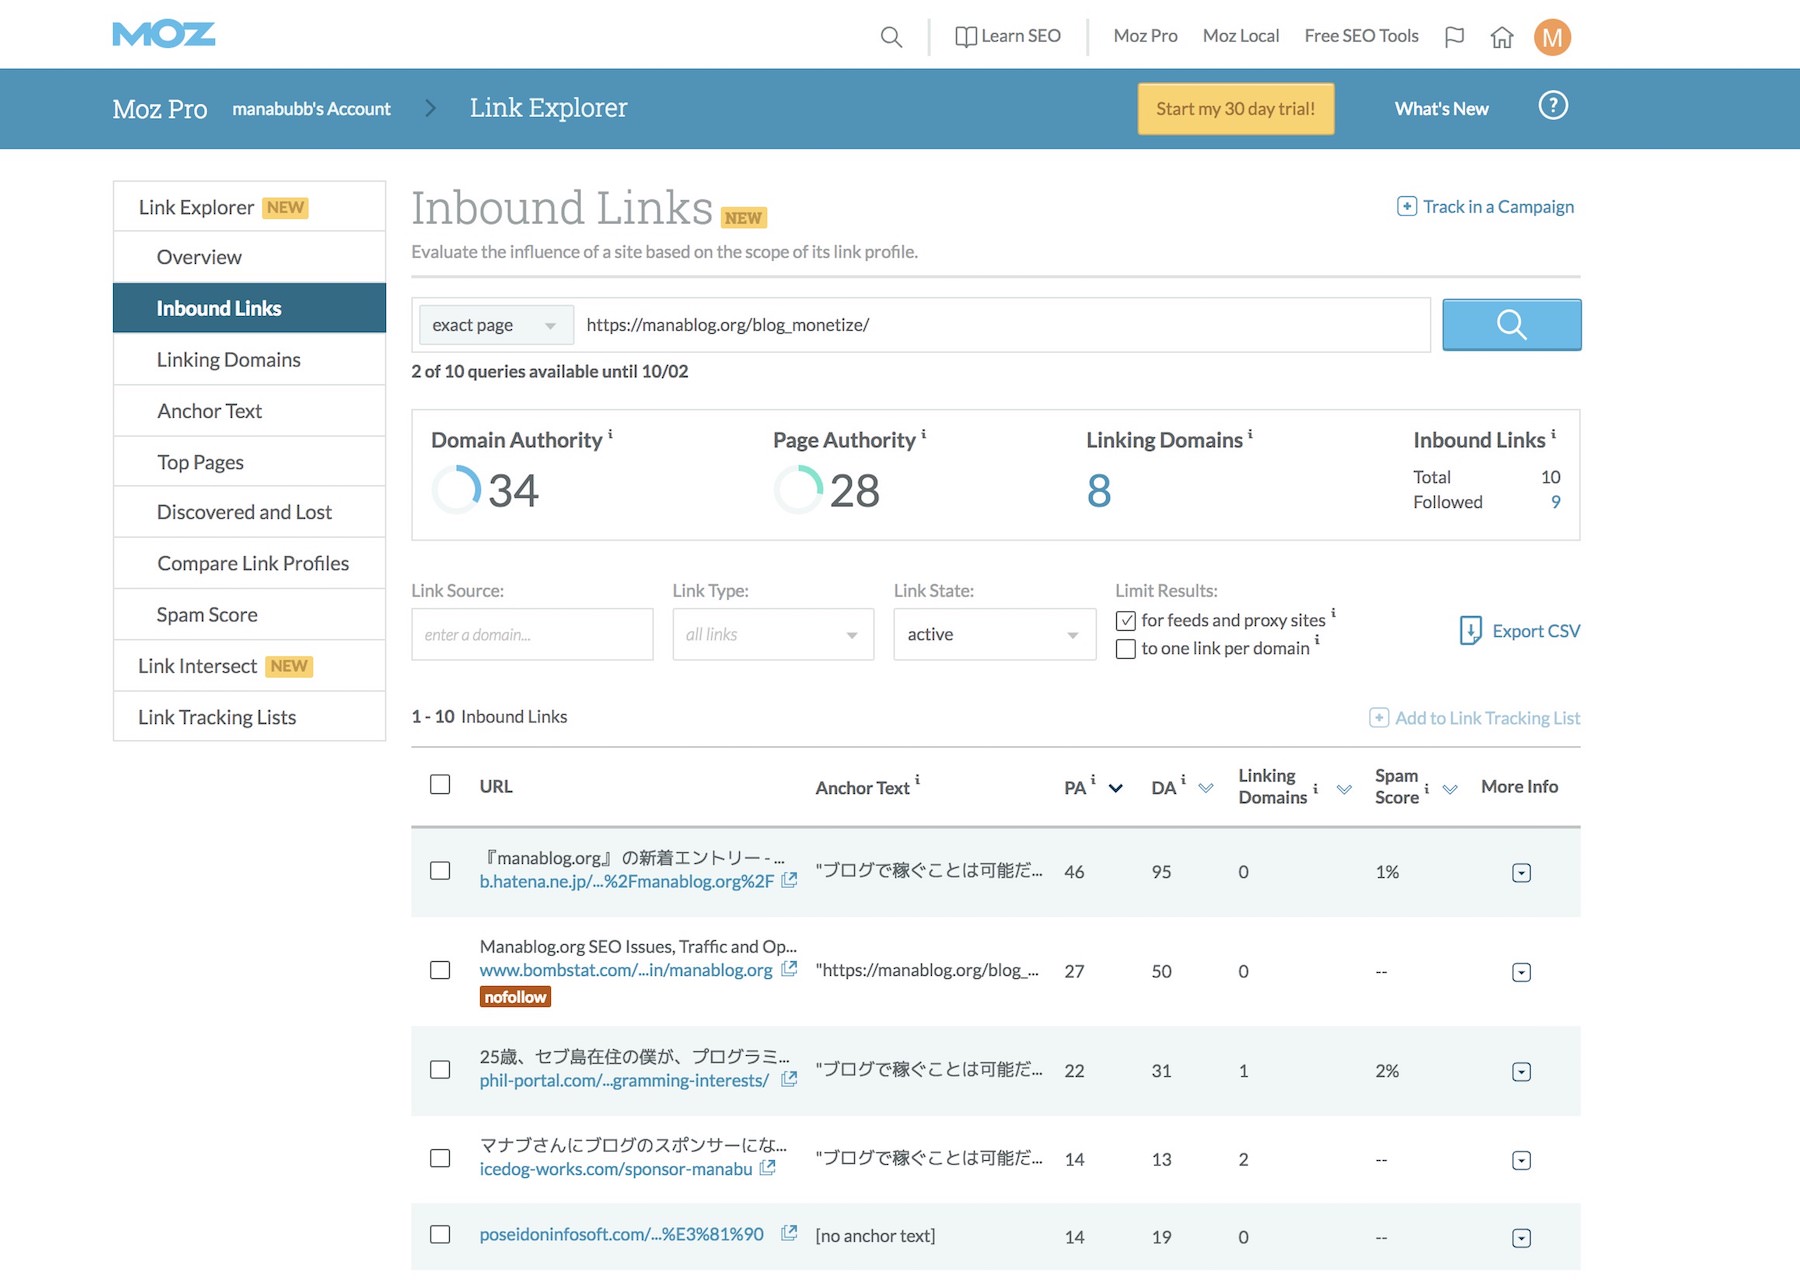 MOZ
Learn SEO
Moz Pro
Moz Local
Free SEO Tools
M
Moz Pro
manabubb's Account
Link Explorer
Start my 30 day trial!
What's New
?
Link Explorer NEW
Overview
Inbound Links
Linking Domains
Anchor Text
Top Pages
Discovered and Lost
Compare Link Profiles
Spam Score
Link Intersect NEW
Link Tracking Lists
Inbound Links NEW
Track in a Campaign
Evaluate the influence of a site based on the scope of its link profile.
exact page
https://manablog.org/blog_monetize/
2 of 10 queries available until 10/02
Domain Authority i
34
Page Authority i
28
Linking Domains i
8
Inbound Links i
Total 10
Followed 9
Link Source:
enter a domain...
Link Type:
all links
Link State:
active
Limit Results:
for feeds and proxy sites i
to one link per domain i
Export CSV
1 - 10 Inbound Links
Add to Link Tracking List
URL
Anchor Text i
PA i
DA i
Linking Domains i
Spam Score i
More Info
『manablog.org』 の新着エントリー - ...
b.hatena.ne.jp/...%2Fmanablog.org%2F
"ブログで稼ぐことは可能だ... 46 95 0 1%
Manablog.org SEO Issues, Traffic and Op...
www.bombstat.com/...in/manablog.org
nofollow
"https://manablog.org/blog_... 27 50 0 --
25歳、セブ島在住の僕が、プログラミ...
phil-portal.com/...gramming-interests/
"ブログで稼ぐことは可能だ... 22 31 1 2%
マナブさんにブログのスポンサーにな...
icedog-works.com/sponsor-manabu
"ブログで稼ぐことは可能だ... 14 13 2 --
poseidoninfosoft.com/...%E3%81%90
[no anchor text] 14 19 0 --